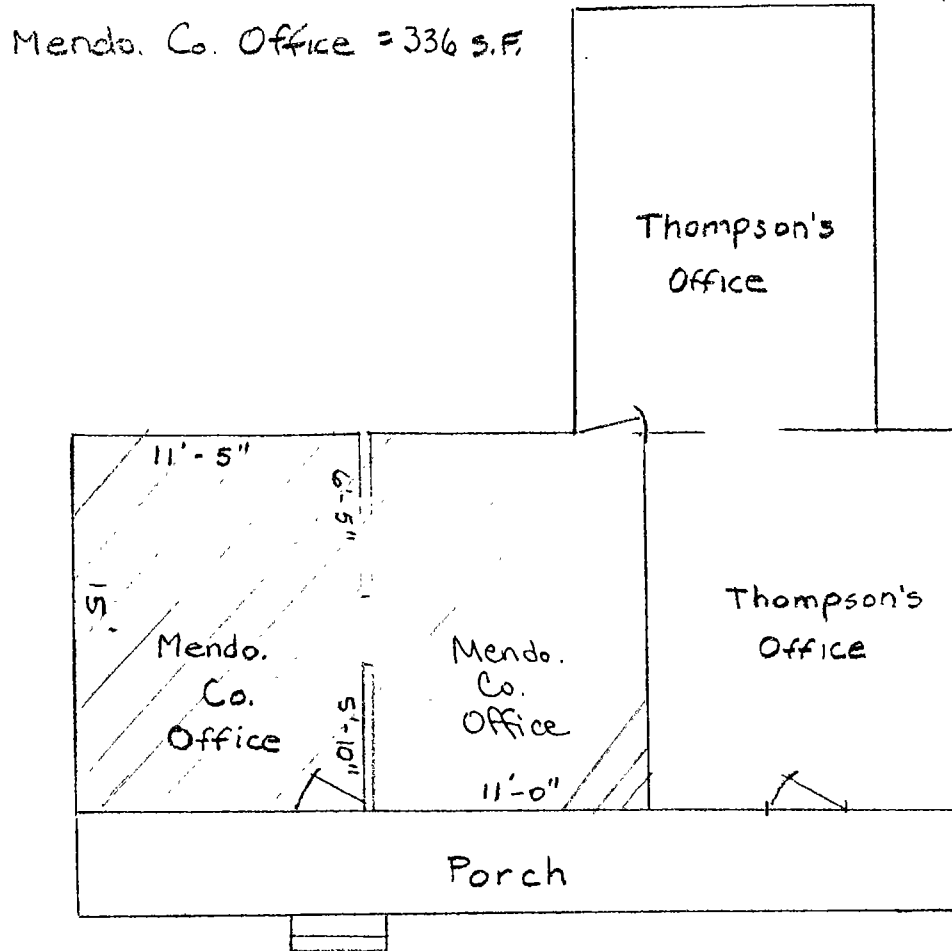 Mendo. Co. Office = 336 S.F.
Thompson's
Office
11'-5"
6'-5"
15'
Mendo.
Co.
Office
5'-10"
Mendo.
Co.
Office
11'-0"
Thompson's
Office
Porch